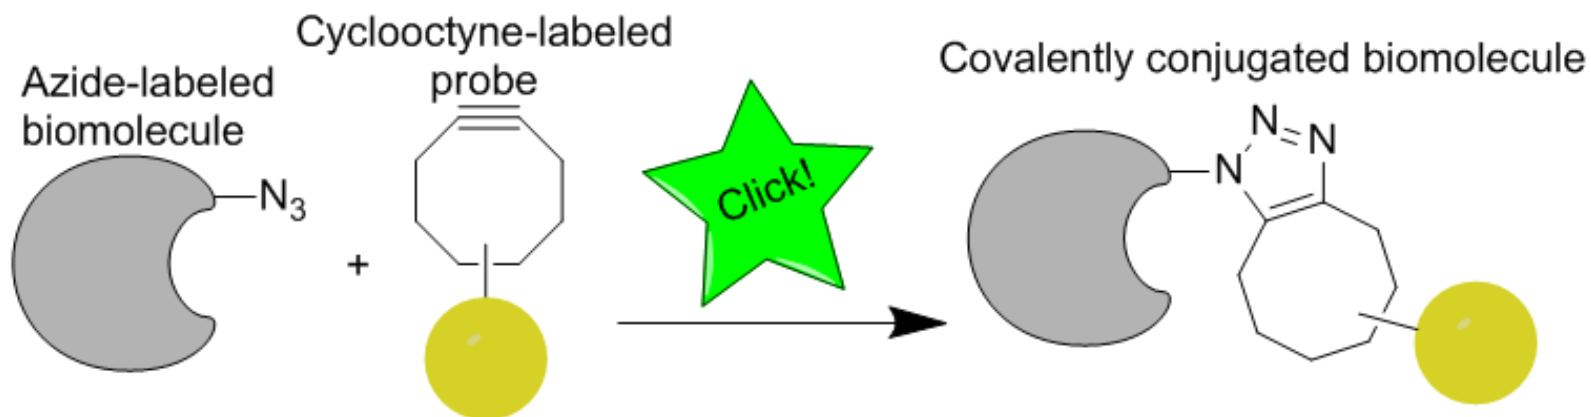 Azide-labeled
biomolecule
N₃
+
Cyclooctyne-labeled
probe
Click!
Covalently conjugated biomolecule
N
N
N